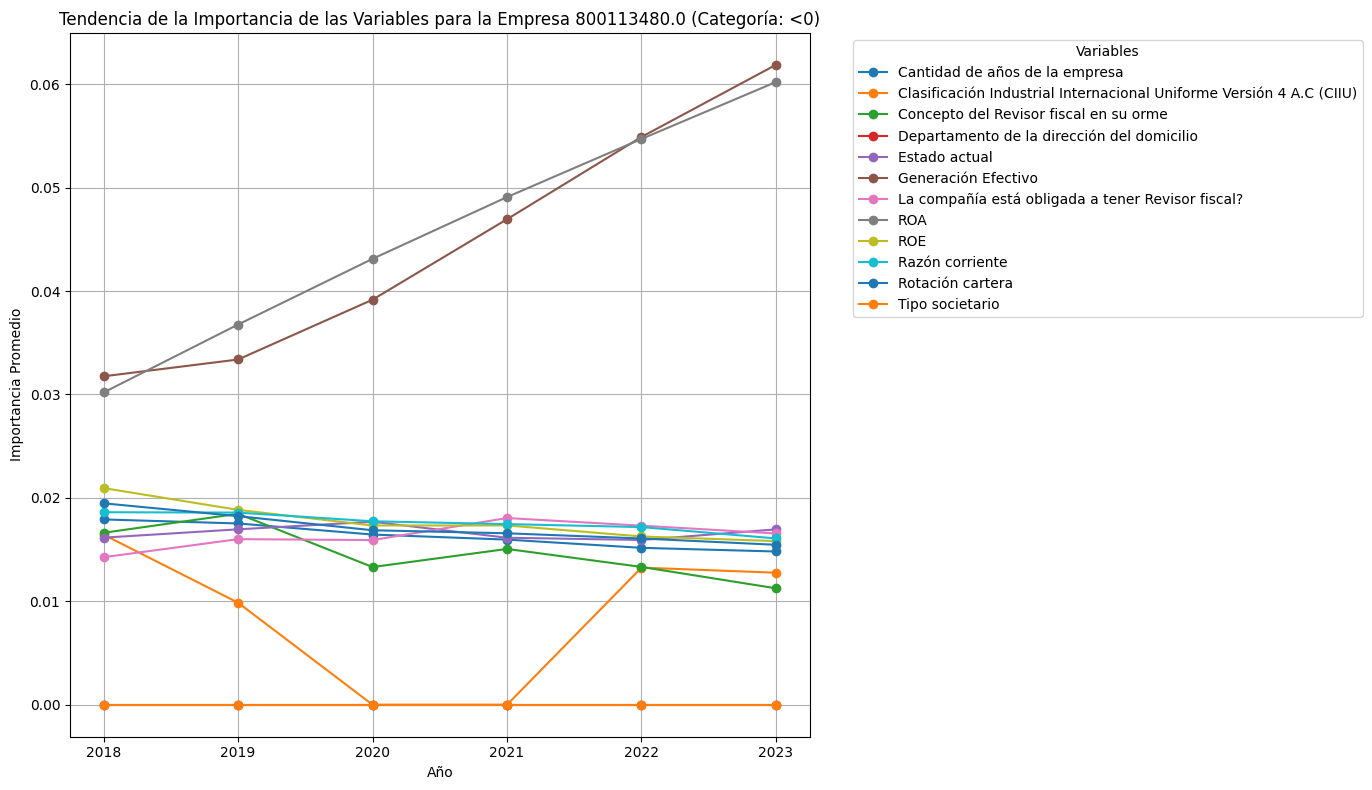 Tendencia de la Importancia de las Variables para la Empresa 800113480.0 (Categoría: <0)
Importancia Promedio
0.06
0.05
0.04
0.03
0.02
0.01
0.00
2018
2019
2020
2021
2022
2023
Año
Variables
Cantidad de años de la empresa
Clasificación Industrial Internacional Uniforme Versión 4 A.C (CIIU)
Concepto del Revisor fiscal en su orme
Departamento de la dirección del domicilio
Estado actual
Generación Efectivo
La compañía está obligada a tener Revisor fiscal?
ROA
ROE
Razón corriente
Rotación cartera
Tipo societario